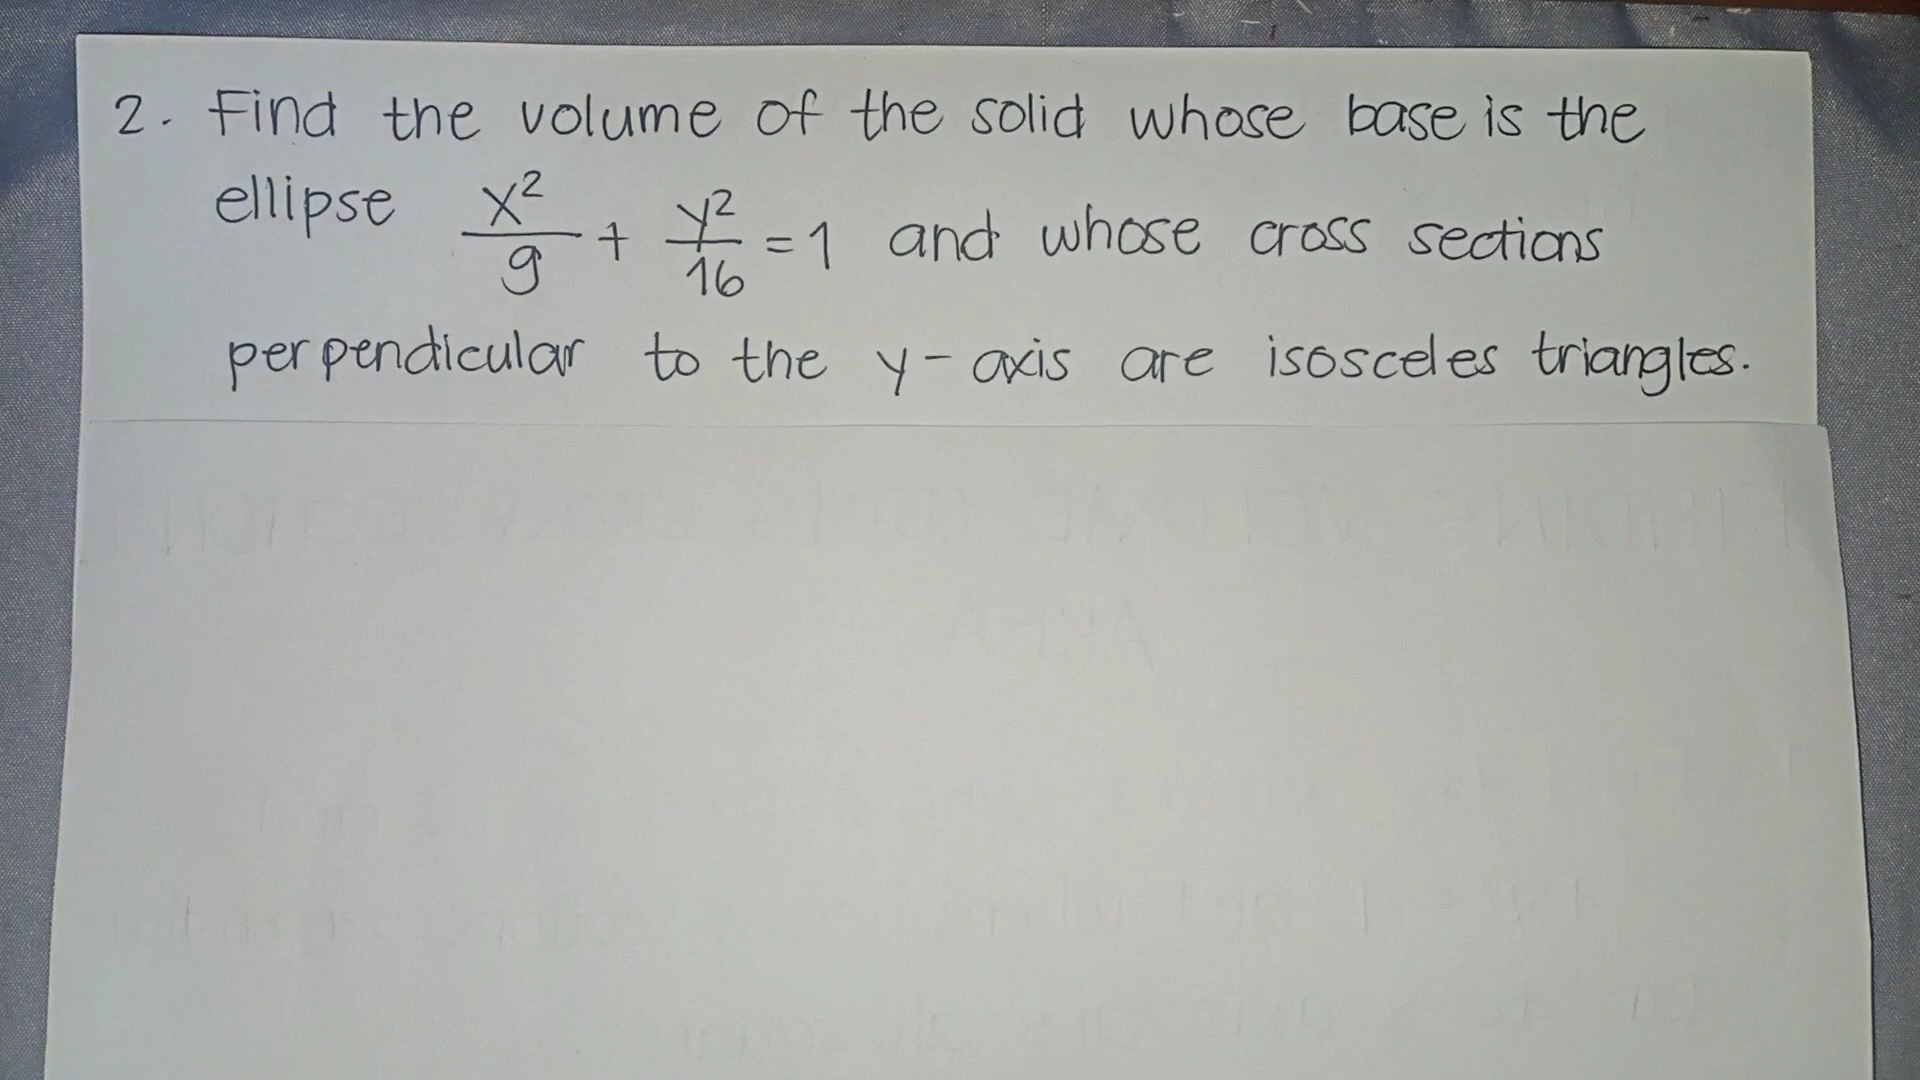 2. Find the volume of the solid whose base is the
ellipse x²/9 + y²/16 = 1 and whose cross sections
perpendicular to the y-axis are isosceles triangles.